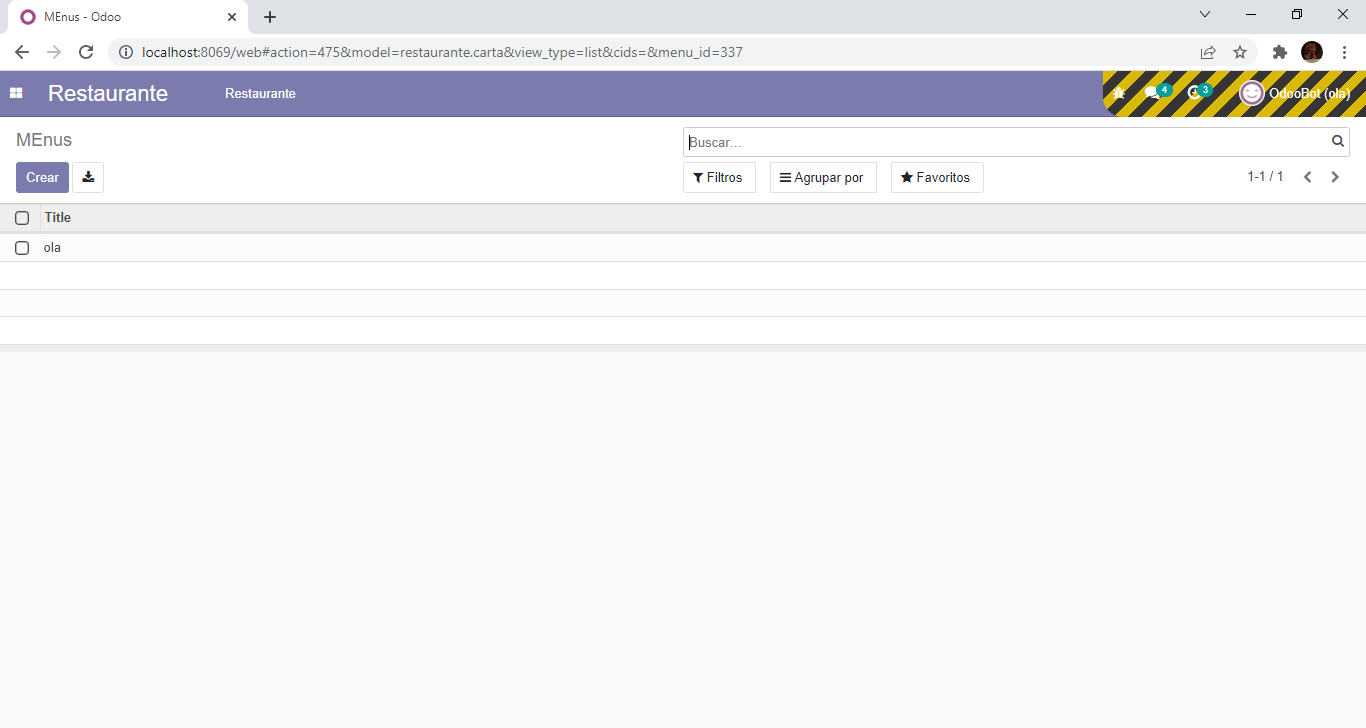 MEnus - Odoo
localhost:8069/web#action=475&model=restaurante.carta&view_type=list&cids=&menu_id=337
Restaurante Restaurante 4 3 OdooBot (ola)
MEnus Buscar...
Crear Filtros Agrupar por Favoritos 1-1 / 1
Title
ola